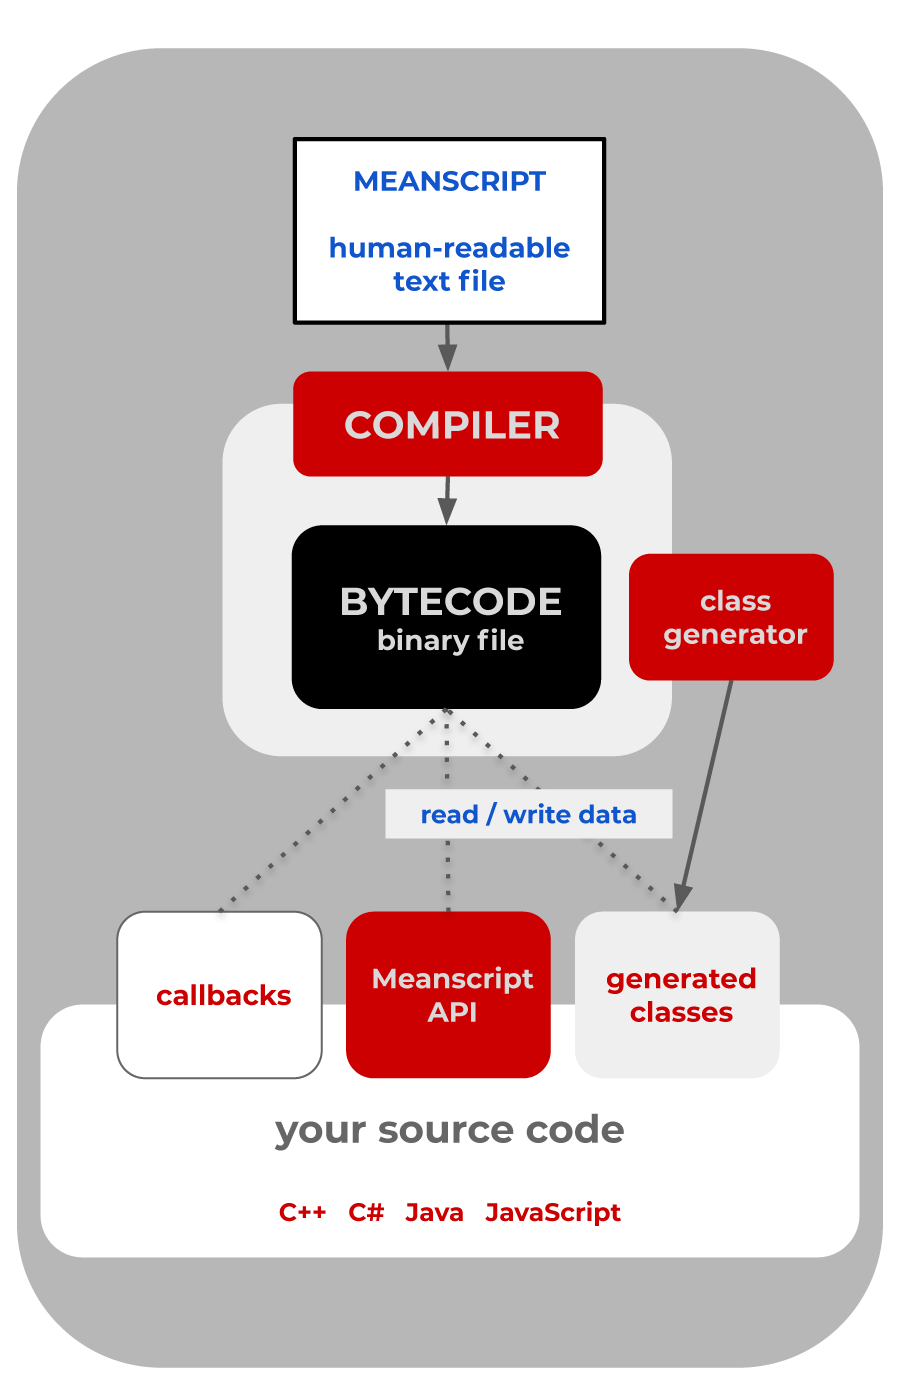 MEANSCRIPT
human-readable
text file
COMPILER
BYTECODE
binary file
class
generator
read / write data
callbacks
Meanscript
API
generated
classes
your source code
C++ C# Java JavaScript